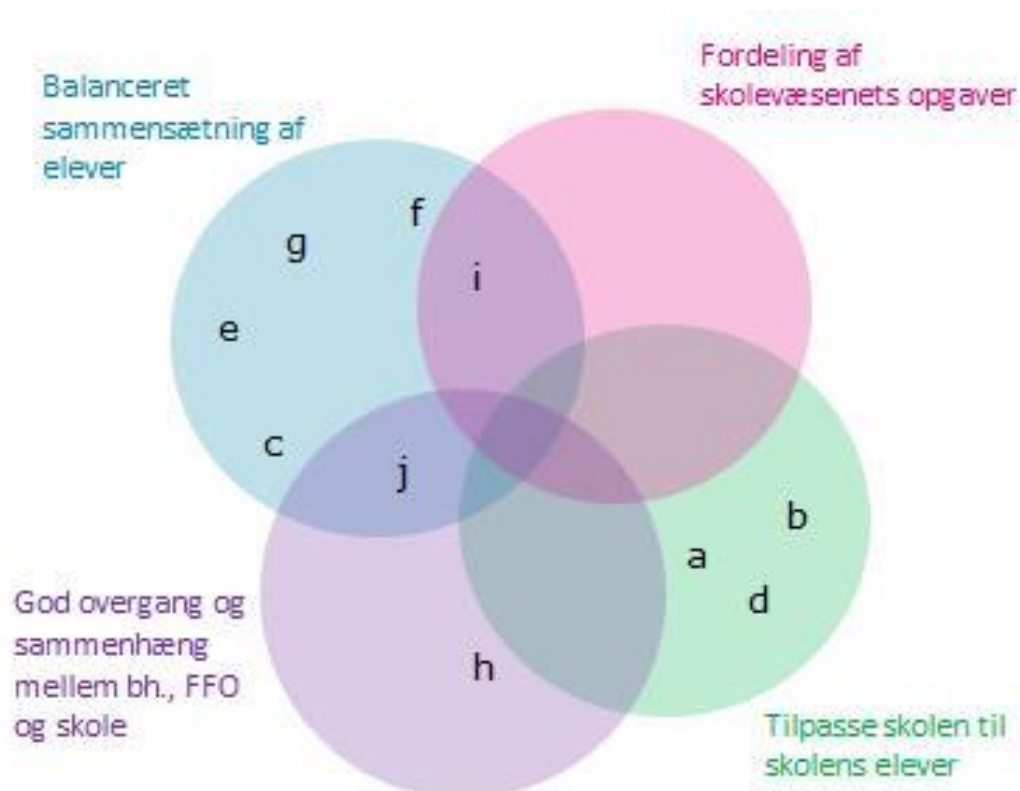 Balanceret
sammensætning af
elever
Fordeling af
skolevæsenets opgaver
f
g
i
e
c
j
b
a
d
h
God overgang og
sammenhæng
mellem bh., FFO
og skole
Tilpasse skolen til
skolens elever